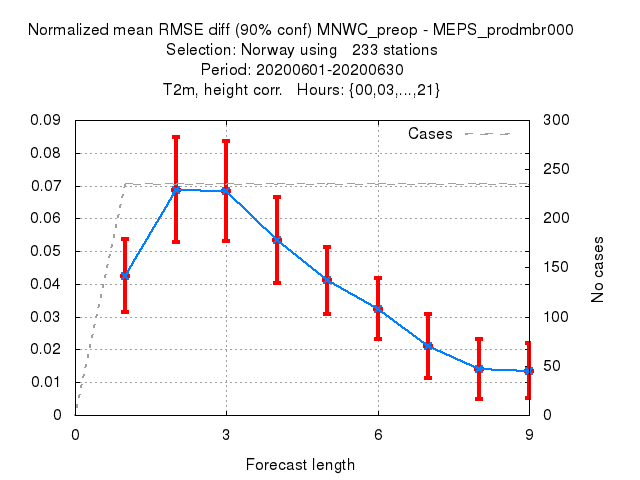 Normalized mean RMSE diff (90% conf) MNWC_preop - MEPS_prodmbr000
Selection: Norway using 233 stations
Period: 20200601-20200630
T2m, height corr. Hours: {00,03,...,21}
0.09
0.08
0.07
0.06
0.05
0.04
0.03
0.02
0.01
0
Cases
300
250
200
150
100
50
0
No cases
0 3 6 9
Forecast length